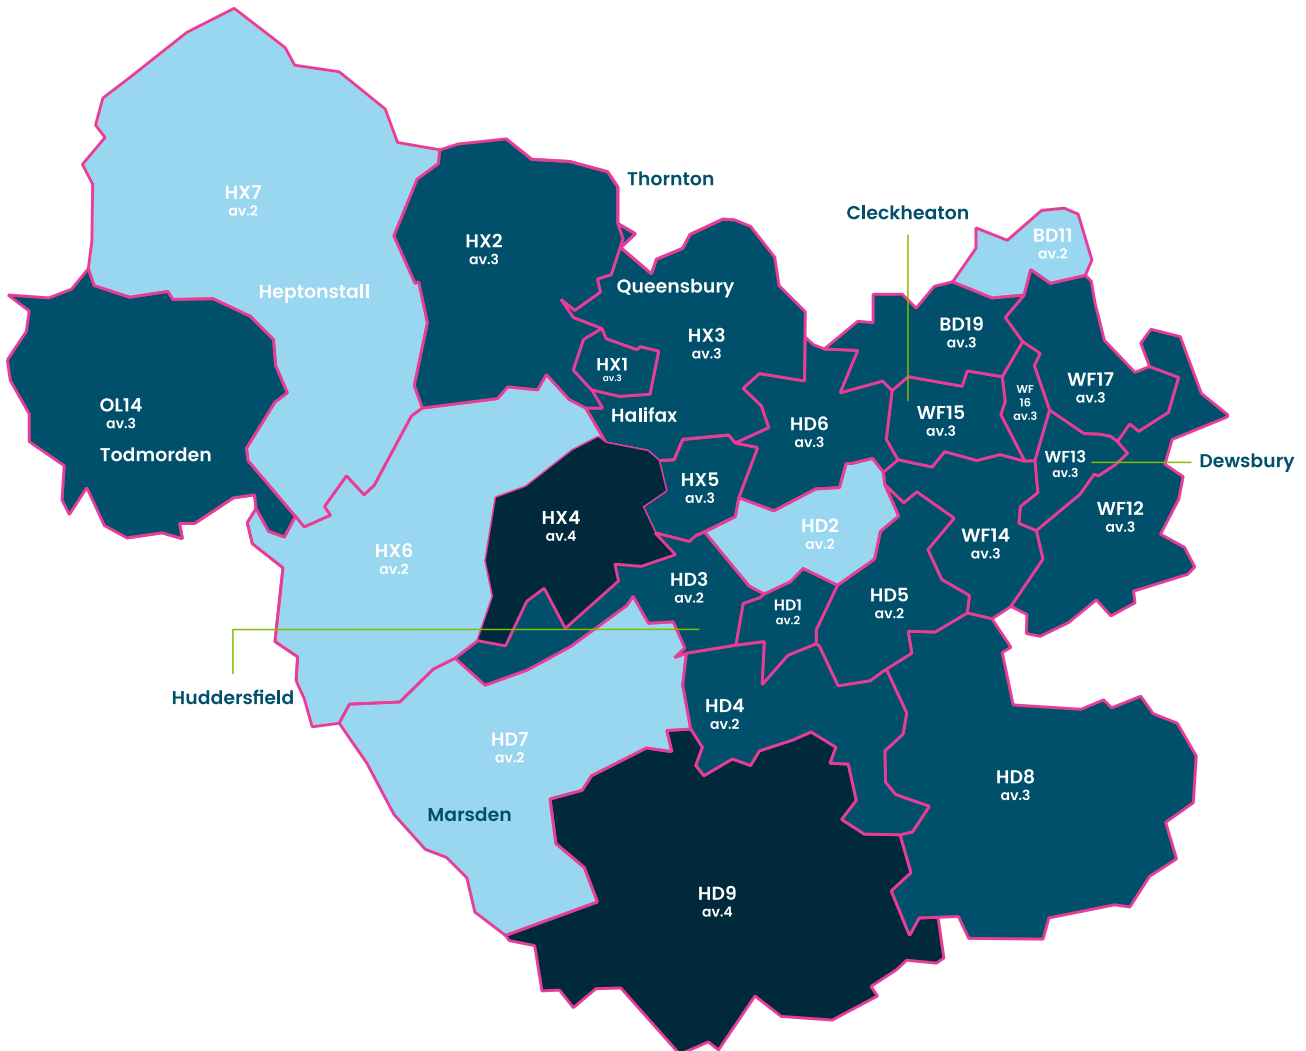 Thornton
HX7
av.2
Cleckheaton
HX2
av.3
BD11
av.2
Heptonstall
Queensbury
HX3
av.3
BD19
av.3
HX1
av.3
WF17
av.3
WF
16
av.3
OL14
av.3
Todmorden
Halifax
HD6
av.3
WF15
av.3
WF13
av.3
Dewsbury
HX5
av.3
WF12
av.3
HX4
av.4
HD2
av.2
WF14
av.3
HX6
av.2
HD3
av.2
HD5
av.2
HD1
av.2
Huddersfield
HD4
av.2
HD7
av.2
HD8
av.3
Marsden
HD9
av.4